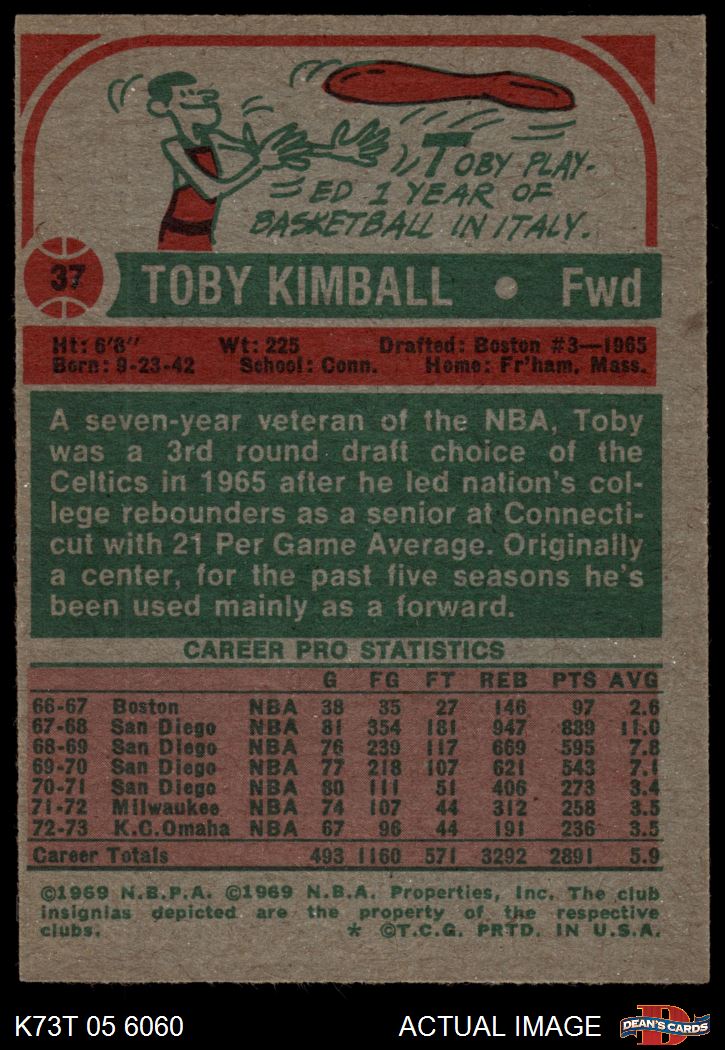 TOBY PLAY-
ED 1 YEAR OF
BASKETBALL IN ITALY.
37 TOBY KIMBALL • Fwd
Ht: 6'8" Wt: 225 Drafted: Boston #3—1965
Born: 9-23-42 School: Conn. Home: Fr'ham, Mass.
A seven-year veteran of the NBA, Toby
was a 3rd round draft choice of the
Celtics in 1965 after he led nation's col-
lege rebounders as a senior at Connecti-
cut with 21 Per Game Average. Originally
a center, for the past five seasons he's
been used mainly as a forward.
CAREER PRO STATISTICS
G FG FT REB PTS AVG
66-67 Boston NBA 38 35 27 146 97 2.6
67-68 San Diego NBA 81 354 181 947 889 11.0
68-69 San Diego NBA 76 239 117 669 595 7.8
69-70 San Diego NBA 77 218 107 621 543 7.1
70-71 San Diego NBA 80 111 51 406 273 3.4
71-72 Milwaukee NBA 74 107 44 312 258 3.5
72-73 K.C.Omaha NBA 67 96 44 191 236 3.5
Career Totals 493 1160 571 3292 2891 5.9
©1969 N.B.P.A. ©1969 N.B.A. Properties, Inc. The club
insignias depicted are the property of the respective
clubs. * ©T.C.G. PRTD. IN U.S.A.
K73T 05 6060 ACTUAL IMAGE D DEAN'S CARDS